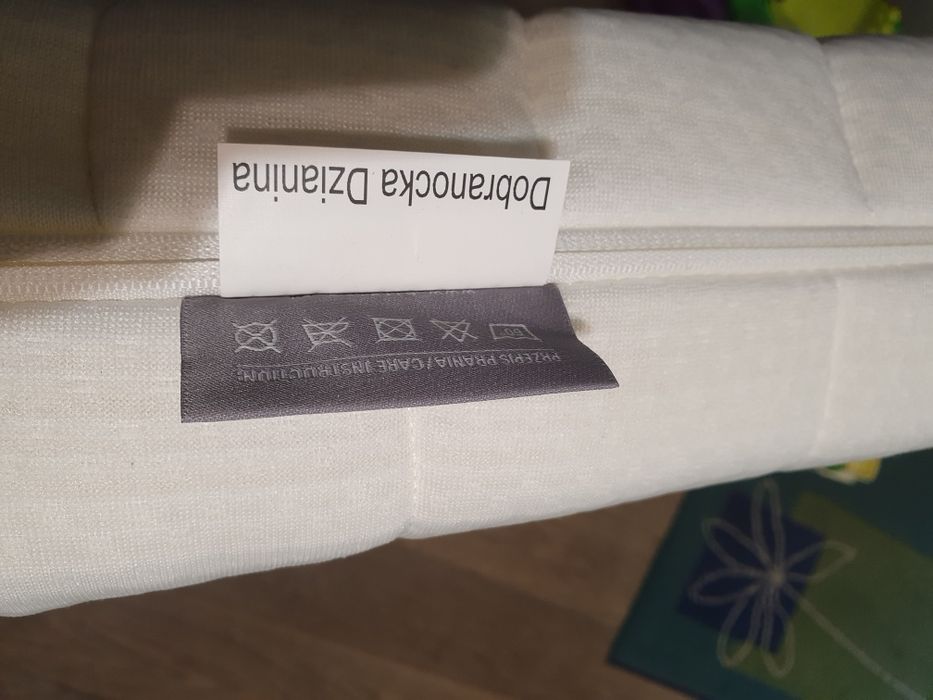 Dobranocka Dzianina
PRZEPIS PRANIA/CARE INSTRUCTION:
60°